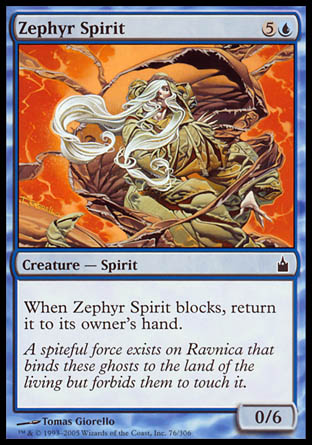 Zephyr Spirit 5
Creature — Spirit
When Zephyr Spirit blocks, return
it to its owner's hand.
A spiteful force exists on Ravnica that
binds these ghosts to the land of the
living but forbids them to touch it.
0/6
Tomas Giorello
™ & © 1993–2005 Wizards of the Coast, Inc. 76/306